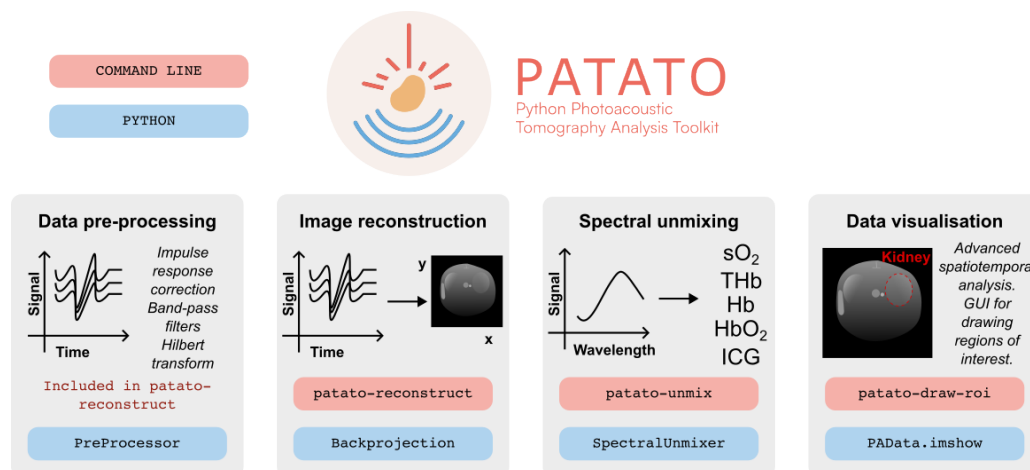 COMMAND LINE
PYTHON
PATATO
Python Photoacoustic
Tomography Analysis Toolkit
Data pre-processing
Signal
Time
Impulse
response
correction
Band-pass
filters
Hilbert
transform
Included in patato-
reconstruct
PreProcessor
Image reconstruction
Signal
Time
y
x
patato-reconstruct
Backprojection
Spectral unmixing
Signal
Wavelength
sO₂
THb
Hb
HbO₂
ICG
patato-unmix
SpectralUnmixer
Data visualisation
Kidney
Advanced
spatiotempora
analysis.
GUI for
drawing
regions of
interest.
patato-draw-roi
PAData.imshow